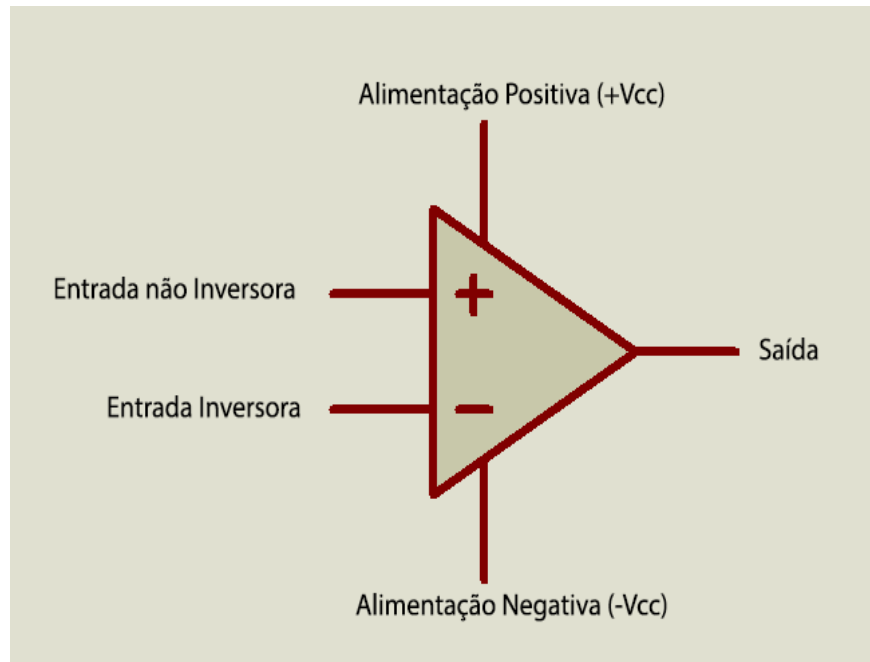 Alimentação Positiva (+Vcc)
Entrada não Inversora
+
Saída
Entrada Inversora
-
Alimentação Negativa (-Vcc)